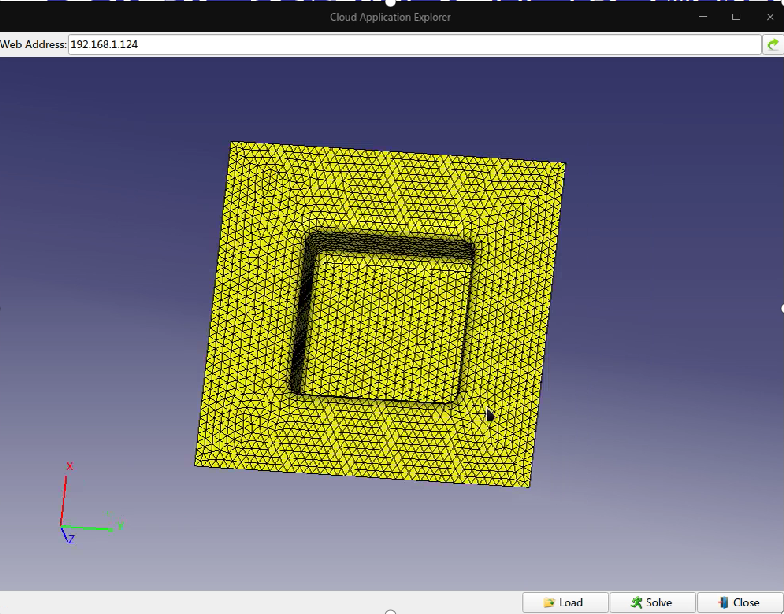 Cloud Application Explorer
Web Address: 192.168.1.124
X
Z
Load
Solve
Close